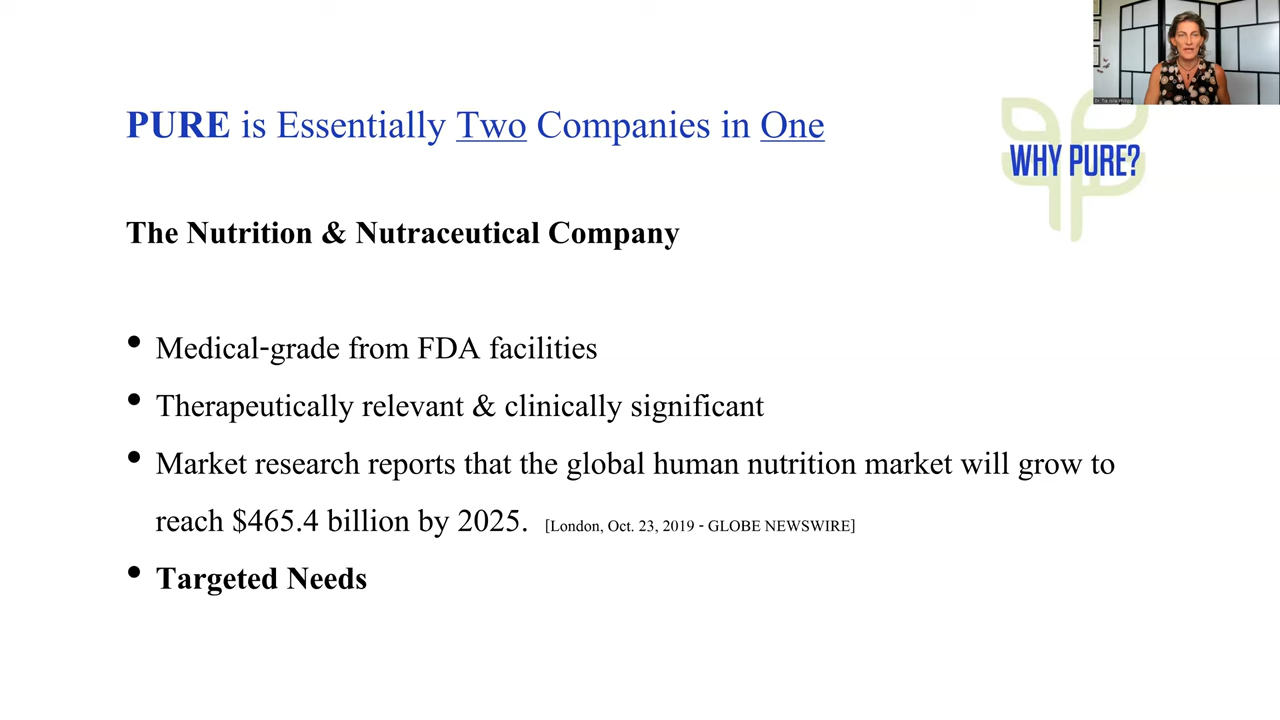 PURE is Essentially Two Companies in One
WHY PURE?
The Nutrition & Nutraceutical Company
• Medical-grade from FDA facilities
• Therapeutically relevant & clinically significant
• Market research reports that the global human nutrition market will grow to
reach $465.4 billion by 2025. [London, Oct. 23, 2019 - GLOBE NEWSWIRE]
• Targeted Needs